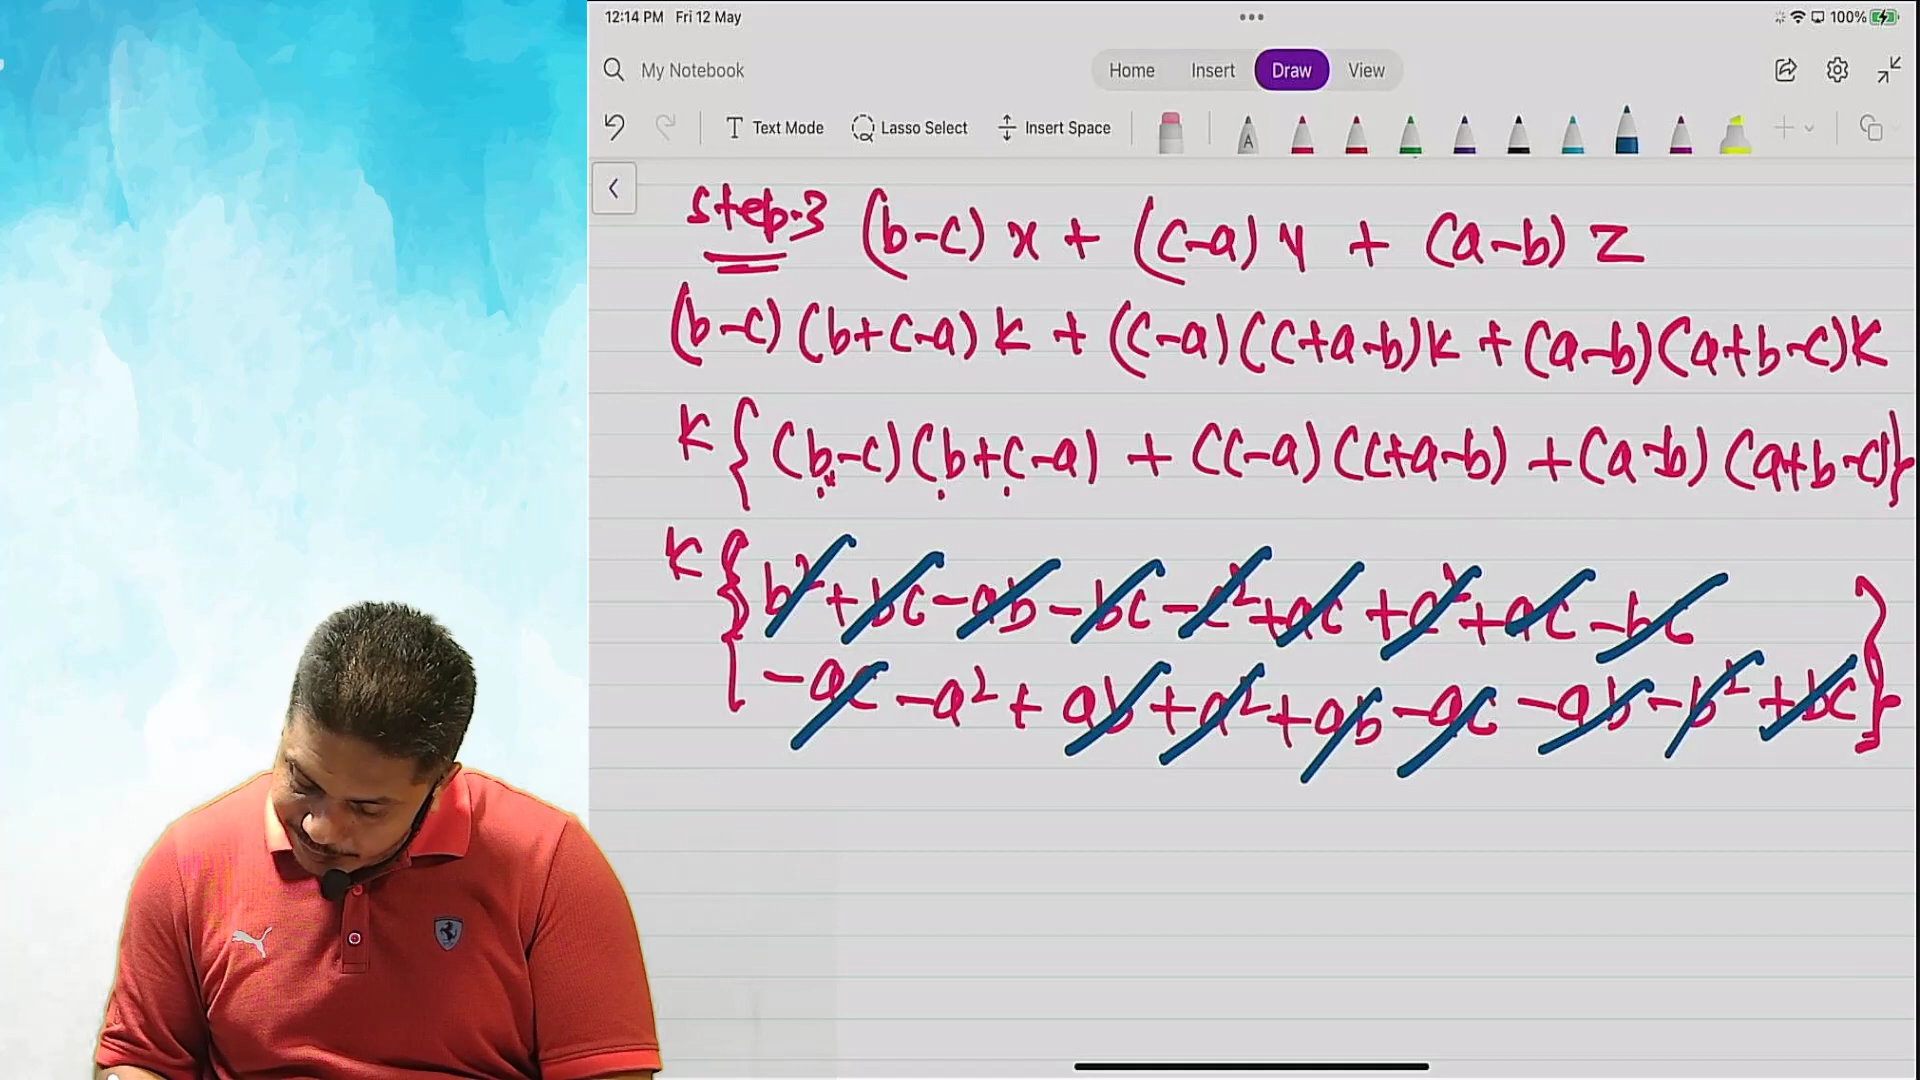 12:14 PM Fri 12 May
100%
My Notebook
Home Insert Draw View
Text Mode Lasso Select Insert Space
A
Step-3 (b-c)x + (c-a)y + (a-b)z
(b-c)(b+c-a)k + (c-a)(c+a-b)k + (a-b)(a+b-c)k
k{(b-c)(b+c-a) + (c-a)(c+a-b) + (a-b)(a+b-c)}
k{b²+bc-ab-bc-c²+ac+c²+ac-bc
-ac-a²+ab+a²+ab-ac-ab-b²+bc}